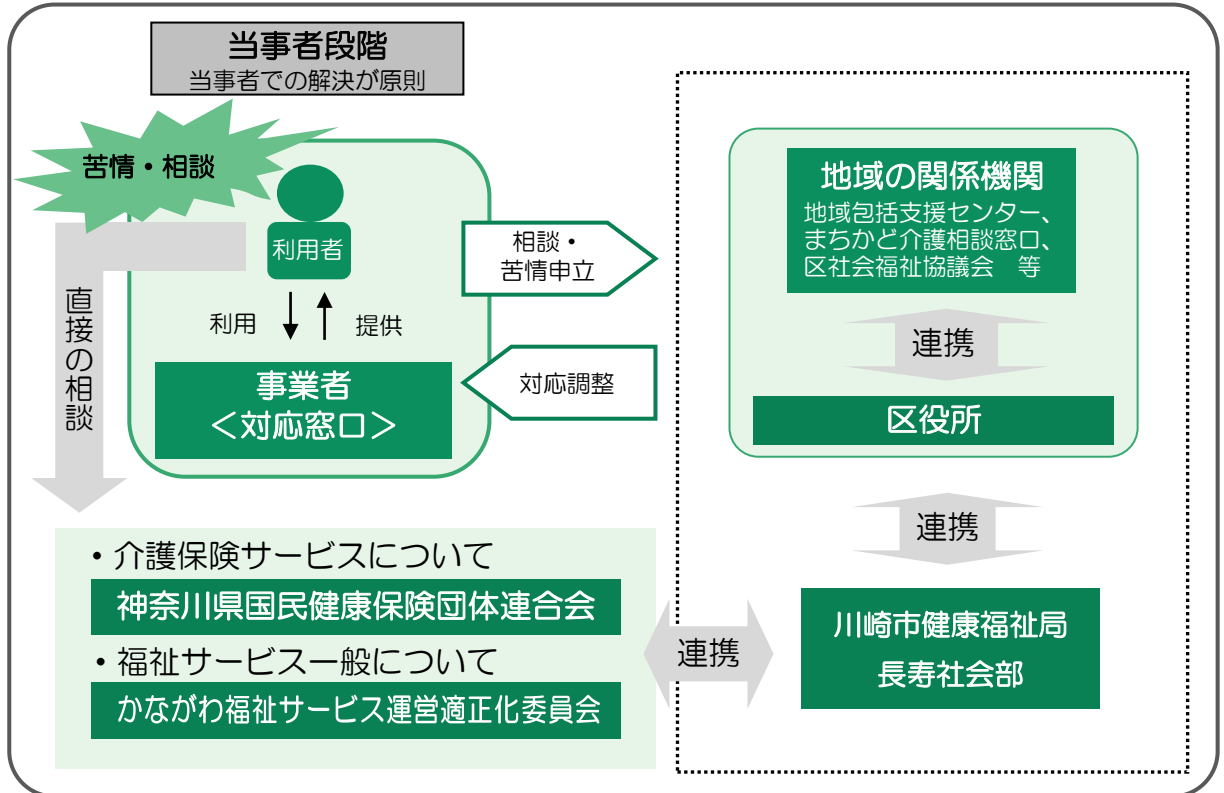 当事者段階
当事者での解決が原則
苦情・相談
利用者
利用
提供
事業者
＜対応窓口＞
相談・
苦情申立
対応調整
地域の関係機関
地域包括支援センター、
まちかど介護相談窓口、
区社会福祉協議会　等
連携
区役所
連携
川崎市健康福祉局
長寿社会部
連携
直接の相談
・介護保険サービスについて
神奈川県国民健康保険団体連合会
・福祉サービス一般について
かながわ福祉サービス運営適正化委員会